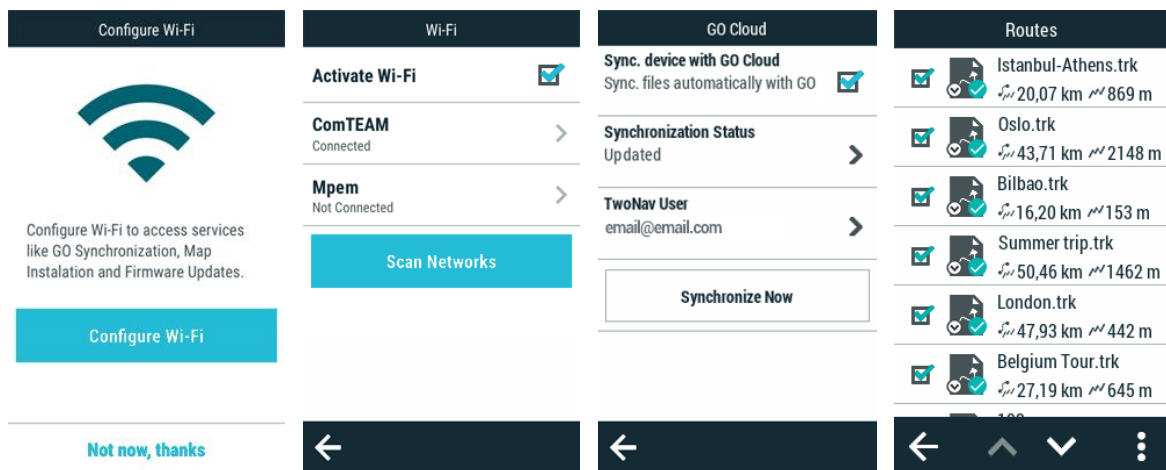 Configure Wi-Fi
Configure Wi-Fi to access services
like GO Synchronization, Map
Instalation and Firmware Updates.
Configure Wi-Fi
Not now, thanks
Wi-Fi
Activate Wi-Fi
ComTEAM
Connected
Mpem
Not Connected
Scan Networks
GO Cloud
Sync. device with GO Cloud
Sync. files automatically with GO
Synchronization Status
Updated
TwoNav User
email@email.com
Synchronize Now
Routes
Istanbul-Athens.trk
20,07 km 869 m
Oslo.trk
43,71 km 2148 m
Bilbao.trk
16,20 km 153 m
Summer trip.trk
50,46 km 1462 m
London.trk
47,93 km 442 m
Belgium Tour.trk
27,19 km 645 m